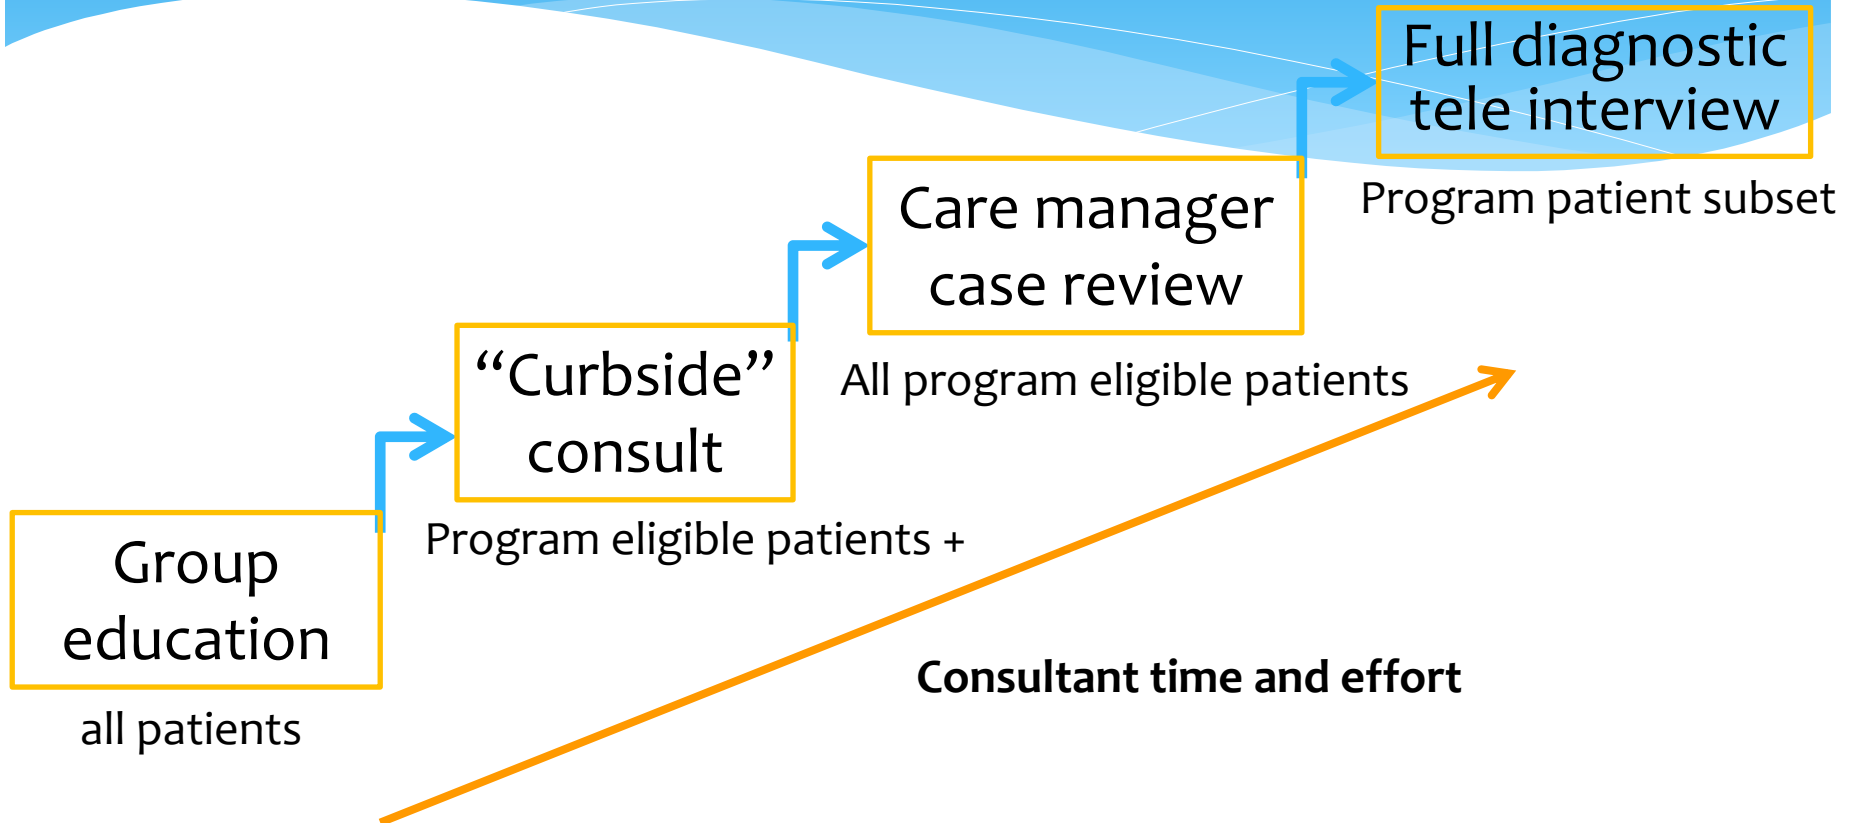 Full diagnostic
tele interview
Program patient subset
Care manager
case review
All program eligible patients
“Curbside”
consult
Program eligible patients +
Group
education
all patients
Consultant time and effort